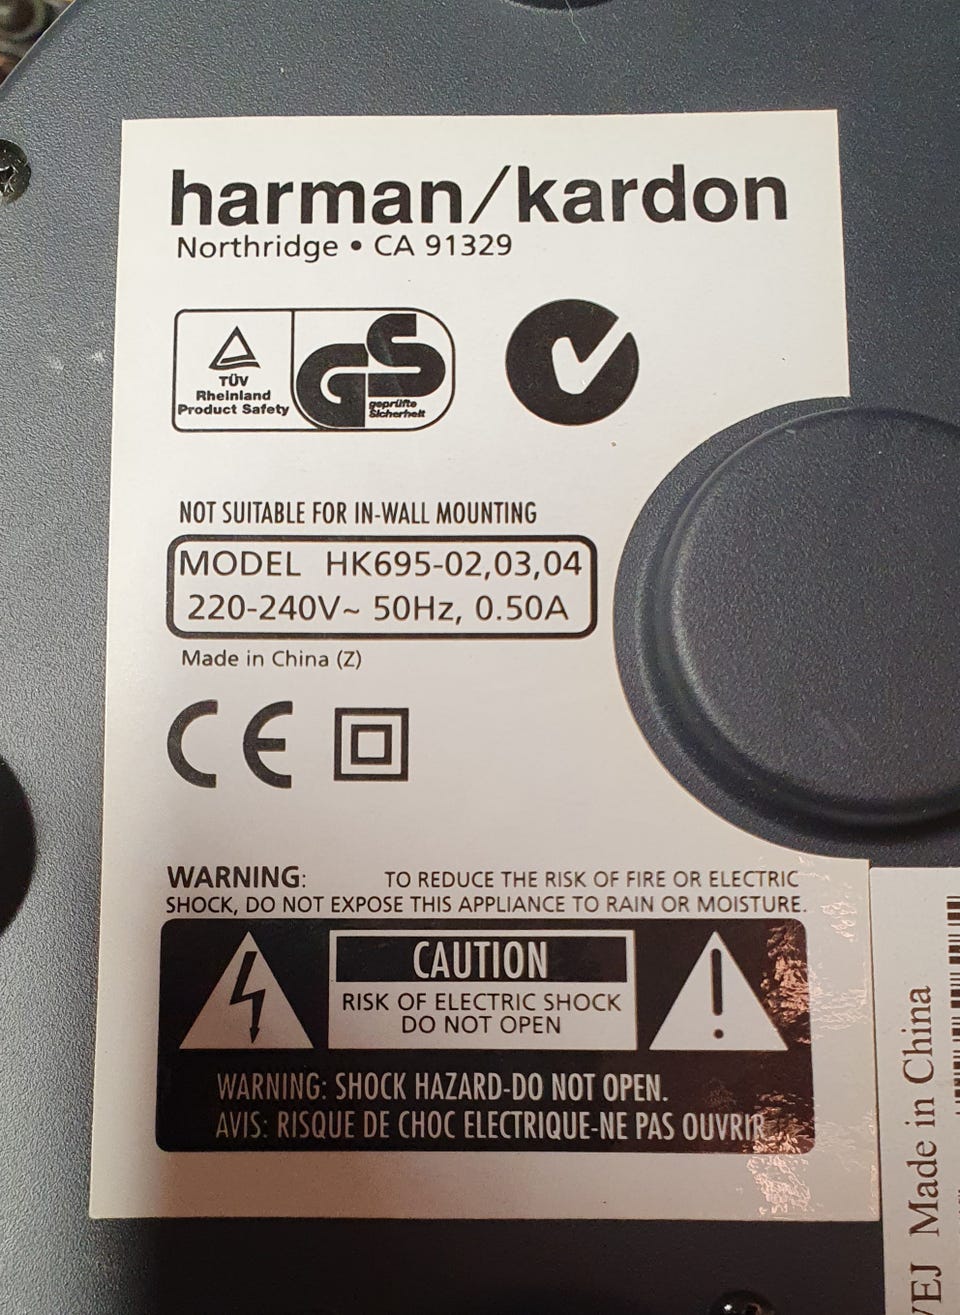 harman/kardon
Northridge • CA 91329
TÜV
Rheinland
Product Safety
GS
geprüfte
Sicherheit
NOT SUITABLE FOR IN-WALL MOUNTING
MODEL HK695-02,03,04
220-240V~ 50Hz, 0.50A
Made in China (Z)
CE
WARNING: TO REDUCE THE RISK OF FIRE OR ELECTRIC
SHOCK, DO NOT EXPOSE THIS APPLIANCE TO RAIN OR MOISTURE.
CAUTION
RISK OF ELECTRIC SHOCK
DO NOT OPEN
WARNING: SHOCK HAZARD-DO NOT OPEN.
AVIS: RISQUE DE CHOC ELECTRIQUE-NE PAS OUVRIR
Made in China